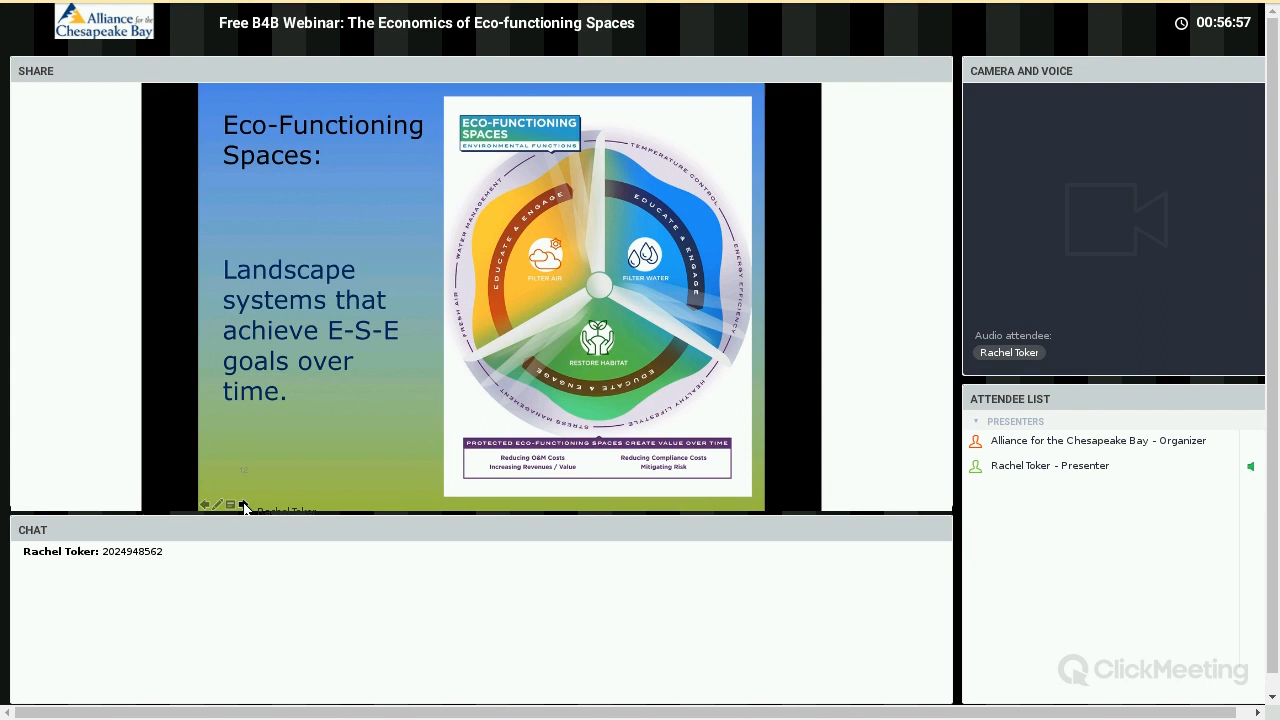 Alliance for the
Chesapeake Bay
Free B4B Webinar: The Economics of Eco-functioning Spaces
00:56:57
SHARE
Eco-Functioning
Spaces:
Landscape
systems that
achieve E-S-E
goals over
time.
12
Rachel Toker
ECO-FUNCTIONING
SPACES
ENVIRONMENTAL FUNCTIONS
TEMPERATURE CONTROL
ENERGY EFFICIENCY
HEALTHY LIFESTYLE
STRESS MANAGEMENT
FRESH AIR
WATER MANAGEMENT
EDUCATE & ENGAGE
EDUCATE & ENGAGE
EDUCATE & ENGAGE
FILTER AIR
FILTER WATER
RESTORE HABITAT
PROTECTED ECO-FUNCTIONING SPACES CREATE VALUE OVER TIME
Reducing O&M Costs
Reducing Compliance Costs
Increasing Revenues / Value
Mitigating Risk
CAMERA AND VOICE
Audio attendee:
Rachel Toker
ATTENDEE LIST
PRESENTERS
Alliance for the Chesapeake Bay - Organizer
Rachel Toker - Presenter
CHAT
Rachel Toker: 2024948562
ClickMeeting